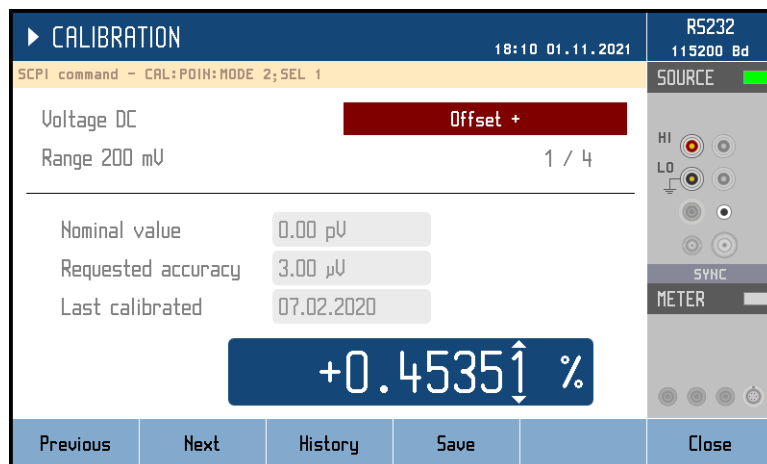 CALIBRATION
18:10 01.11.2021
RS232
115200 Bd
SCPI command - CAL:POIN:MODE 2;SEL 1
SOURCE
Voltage DC
Offset +
Range 200 mV
1 / 4
HI
LO
Nominal value
0.00 pV
Requested accuracy
3.00 µV
SYNC
Last calibrated
07.02.2020
METER
+0.45351 %
Previous
Next
History
Save
Close